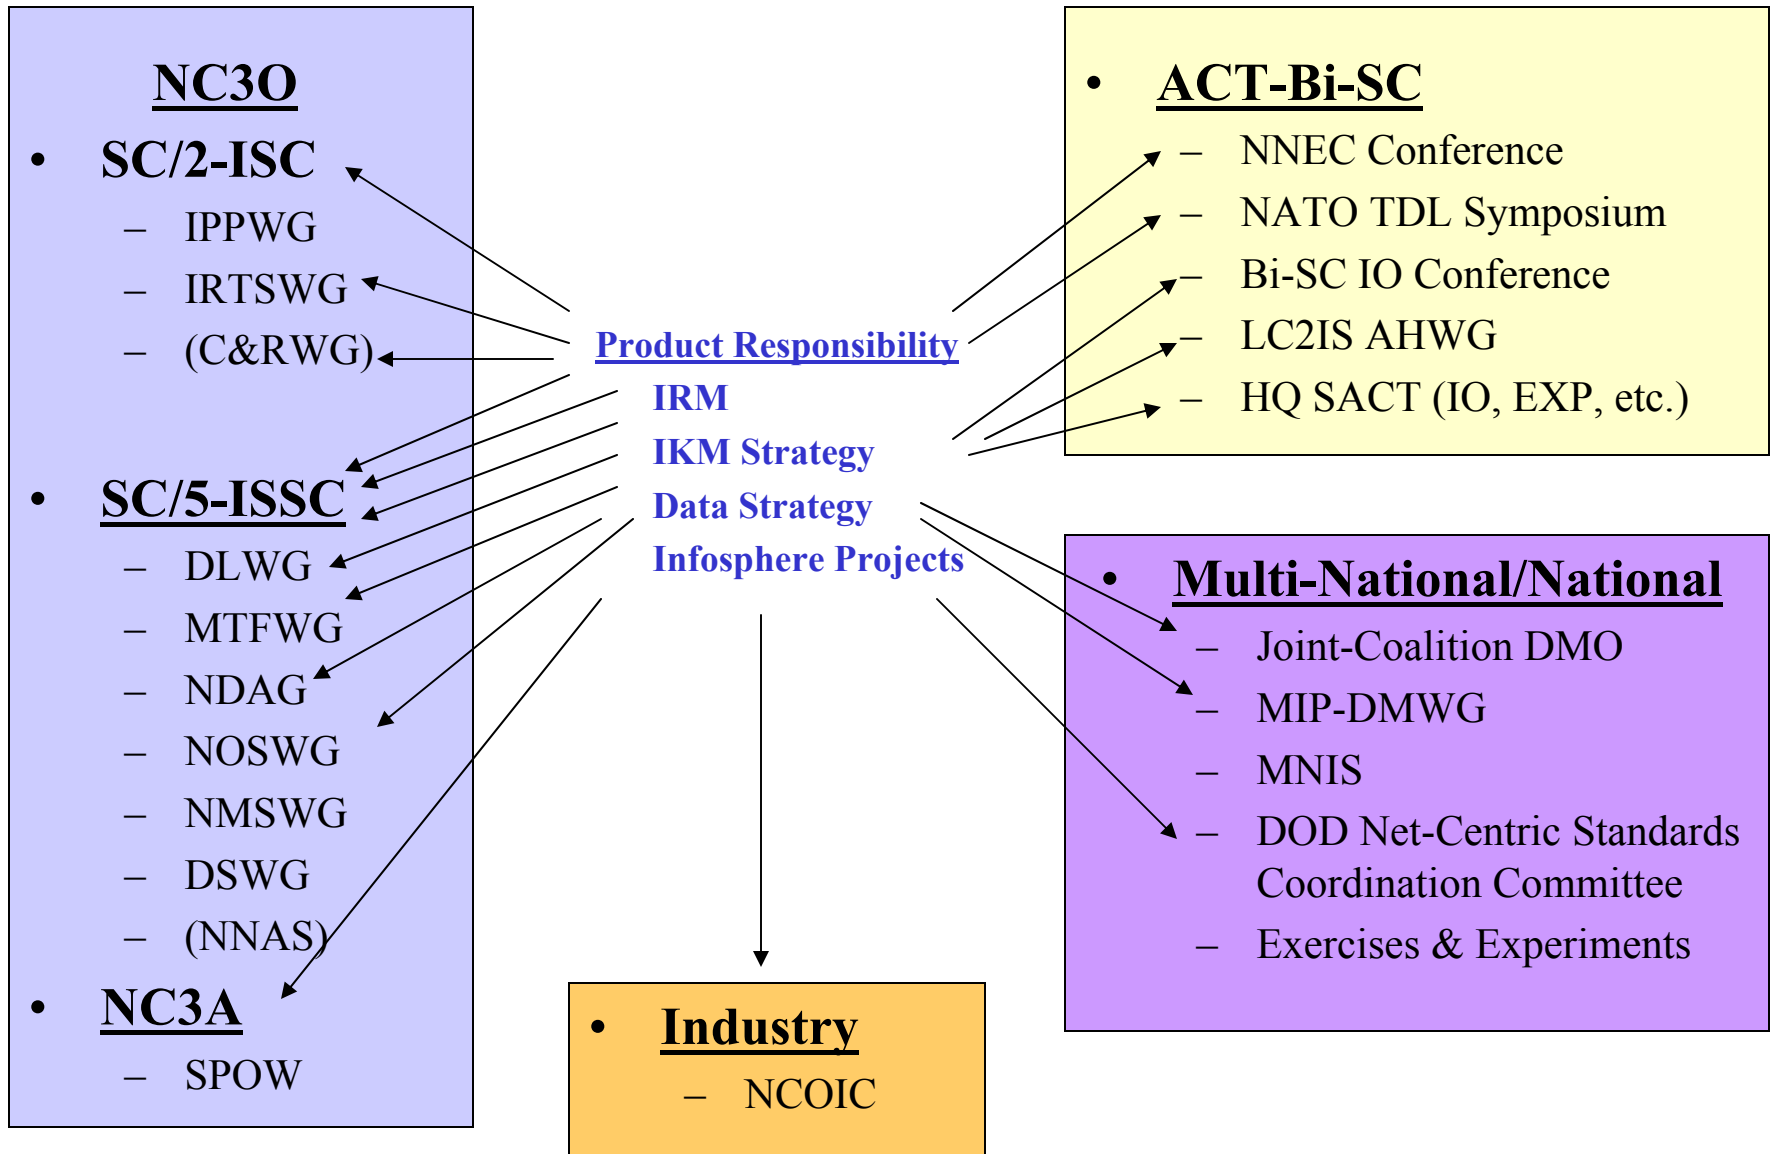 NC3O
• SC/2-ISC
– IPPWG
– IRTSWG
– (C&RWG)
• SC/5-ISSC
– DLWG
– MTFWG
– NDAG
– NOSWG
– NMSWG
– DSWG
– (NNAS)
• NC3A
– SPOW
Product Responsibility
IRM
IKM Strategy
Data Strategy
Infosphere Projects
• Industry
– NCOIC
• ACT-Bi-SC
– NNEC Conference
– NATO TDL Symposium
– Bi-SC IO Conference
– LC2IS AHWG
– HQ SACT (IO, EXP, etc.)
• Multi-National/National
– Joint-Coalition DMO
– MIP-DMWG
– MNIS
– DOD Net-Centric Standards
Coordination Committee
– Exercises & Experiments